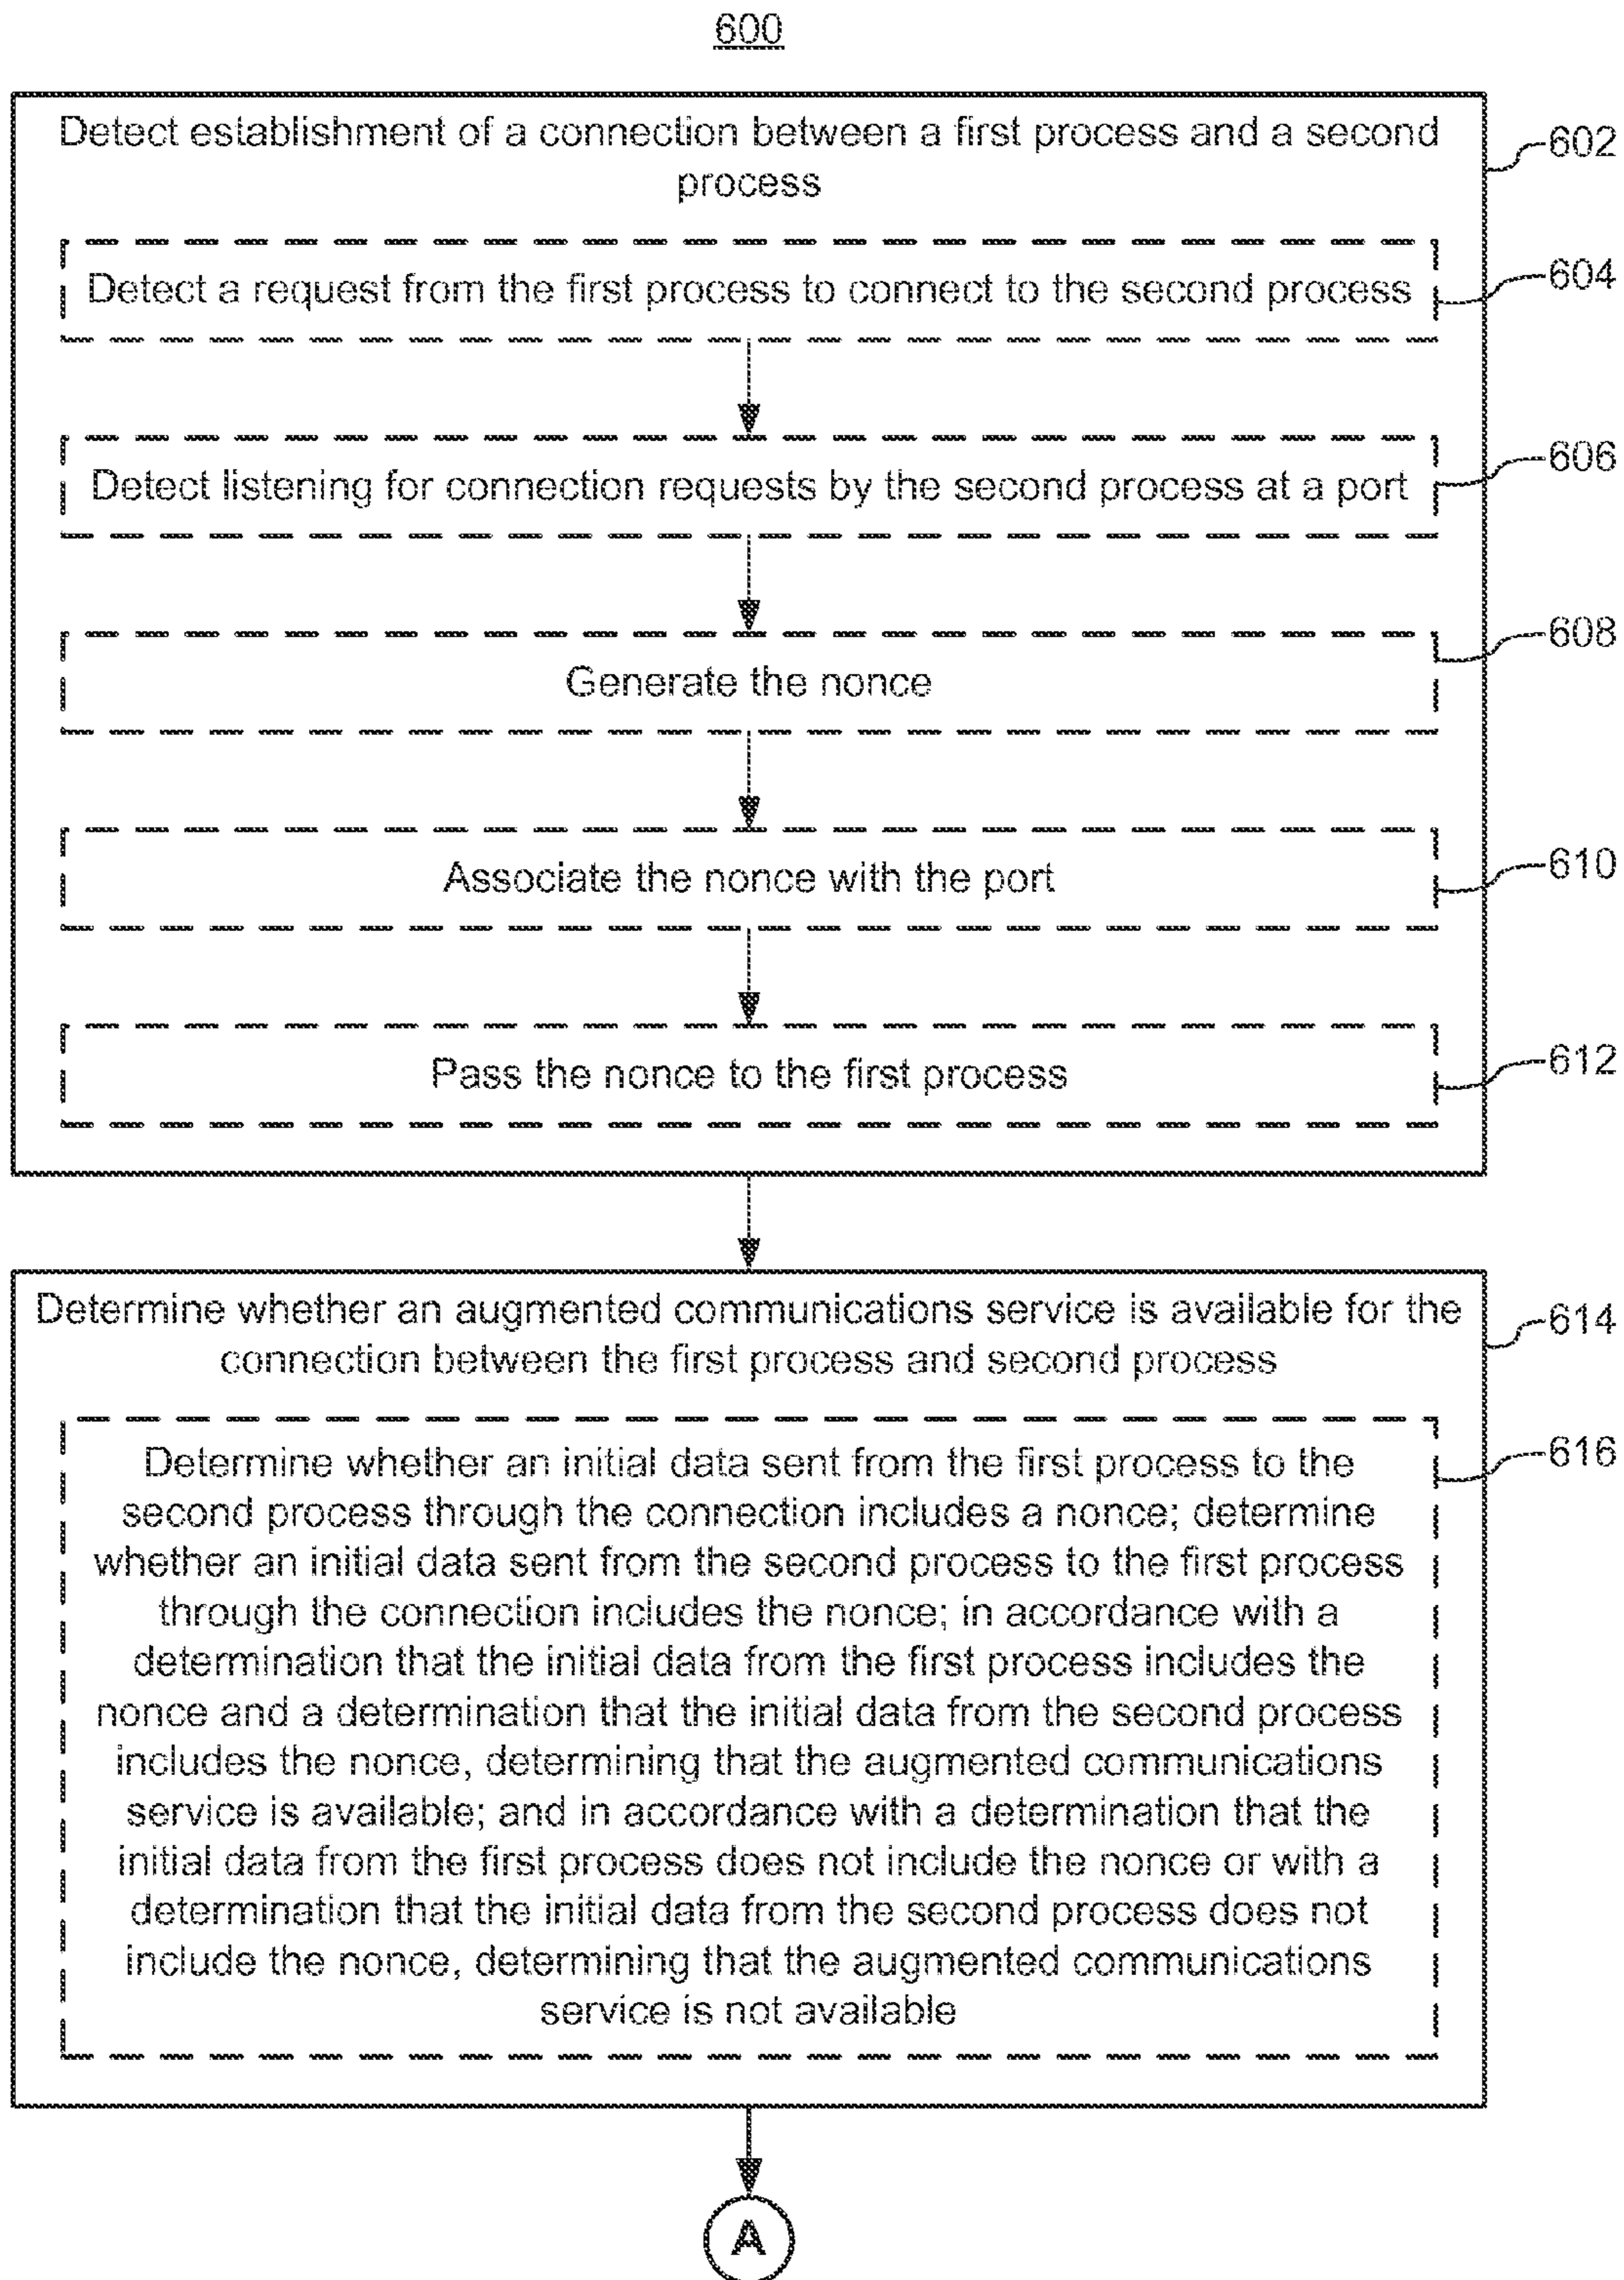 600
Detect establishment of a connection between a first process and a second
process
602
Detect a request from the first process to connect to the second process
604
Detect listening for connection requests by the second process at a port
606
Generate the nonce
608
Associate the nonce with the port
610
Pass the nonce to the first process
612
Determine whether an augmented communications service is available for the
connection between the first process and second process
614
Determine whether an initial data sent from the first process to the
second process through the connection includes a nonce; determine
whether an initial data sent from the second process to the first process
through the connection includes the nonce; in accordance with a
determination that the initial data from the first process includes the
nonce and a determination that the initial data from the second process
includes the nonce, determining that the augmented communications
service is available; and in accordance with a determination that the
initial data from the first process does not include the nonce or with a
determination that the initial data from the second process does not
include the nonce, determining that the augmented communications
service is not available
616
A